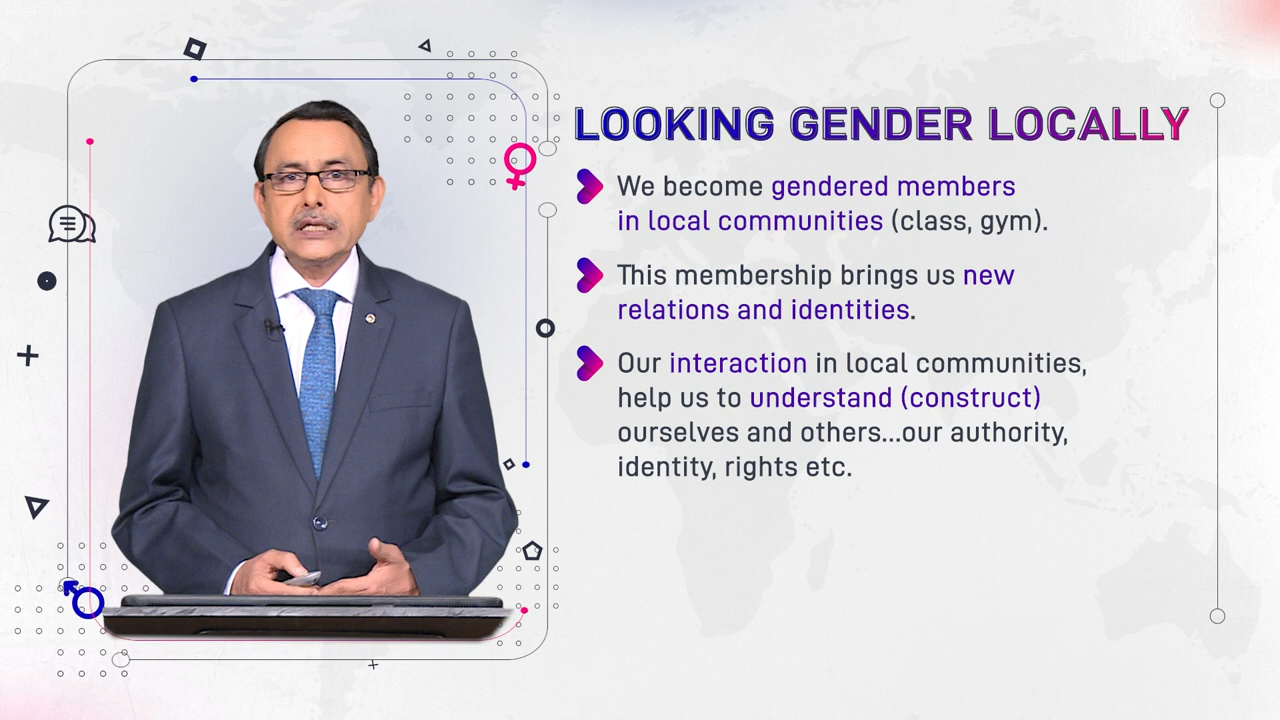 LOOKING GENDER LOCALLY
We become gendered members
in local communities (class, gym).
This membership brings us new
relations and identities.
Our interaction in local communities,
help us to understand (construct)
ourselves and others...our authority,
identity, rights etc.